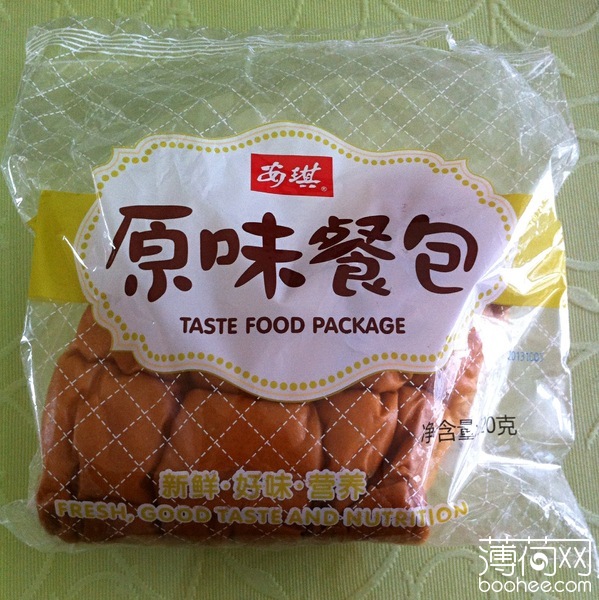 安琪®
原味餐包
TASTE FOOD PACKAGE
净含量
克
新鲜·好味·营养
FRESH, GOOD TASTE AND NUTRITION
薄荷网
boohee.com